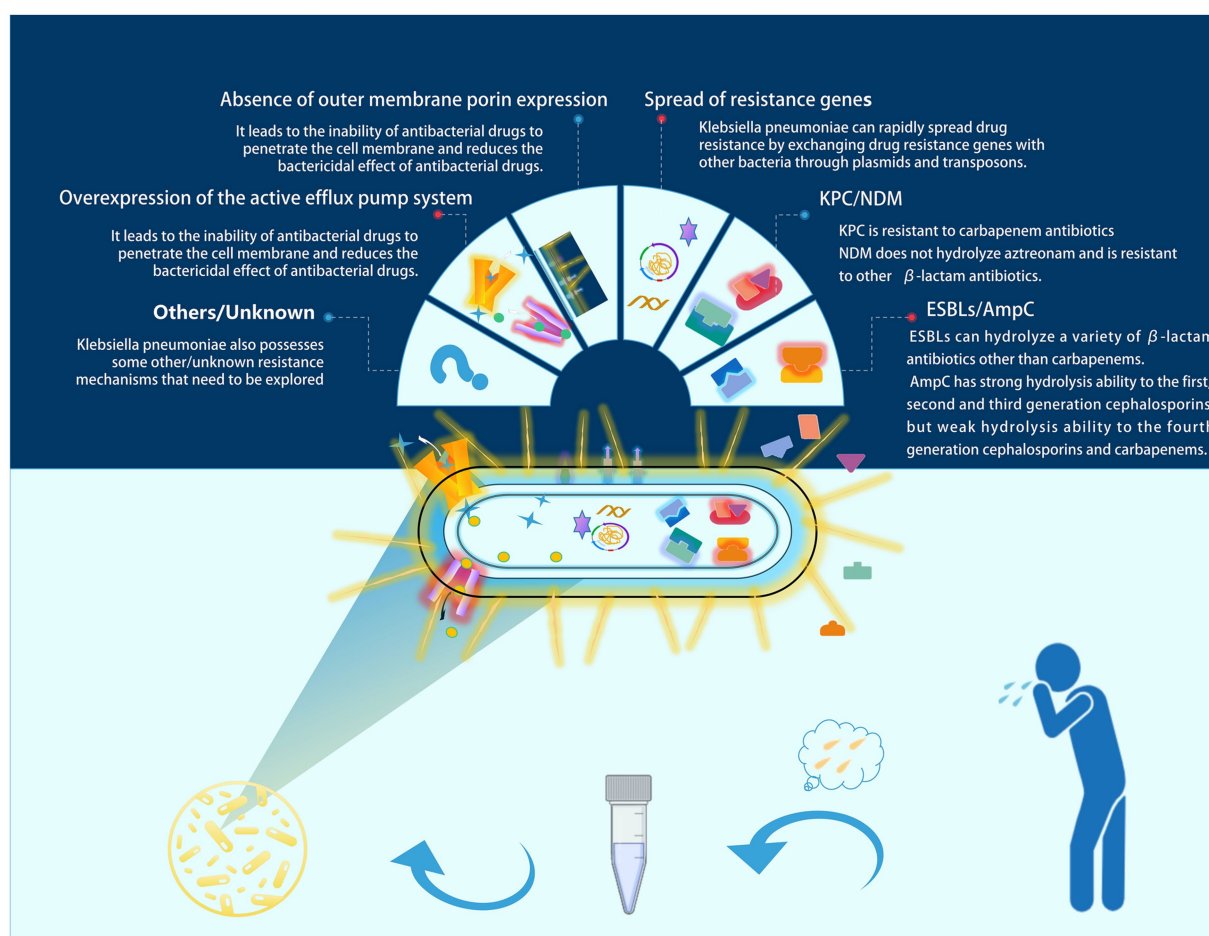 Absence of outer membrane porin expression
It leads to the inability of antibacterial drugs to
penetrate the cell membrane and reduces the
bactericidal effect of antibacterial drugs.
Overexpression of the active efflux pump system
It leads to the inability of antibacterial drugs to
penetrate the cell membrane and reduces the
bactericidal effect of antibacterial drugs.
Others/Unknown
Klebsiella pneumoniae also possesses
some other/unknown resistance
mechanisms that need to be explored
Spread of resistance genes
Klebsiella pneumoniae can rapidly spread drug
resistance by exchanging drug resistance genes with
other bacteria through plasmids and transposons.
KPC/NDM
KPC is resistant to carbapenem antibiotics
NDM does not hydrolyze aztreonam and is resistant
to other β-lactam antibiotics.
ESBLs/AmpC
ESBLs can hydrolyze a variety of β-lactam
antibiotics other than carbapenems.
AmpC has strong hydrolysis ability to the first,
second and third generation cephalosporins
but weak hydrolysis ability to the fourth
generation cephalosporins and carbapenems.